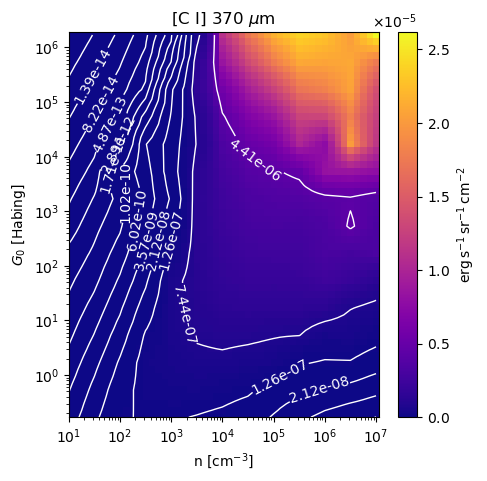 [C I] 370 μm
×10⁻⁵
10⁶
10⁵
10⁴
10³
10²
10¹
10⁰
G₀ [Habing]
10¹ 10² 10³ 10⁴ 10⁵ 10⁶ 10⁷
n [cm⁻³]
1.39e-14
8.22e-14
4.87e-13
1.02e-10
6.02e-10
3.57e-09
2.12e-08
1.26e-07
7.44e-07
4.41e-06
1.26e-07
2.12e-08
2.5
2.0
1.5
1.0
0.5
0.0
erg s⁻¹ sr⁻¹ cm⁻²